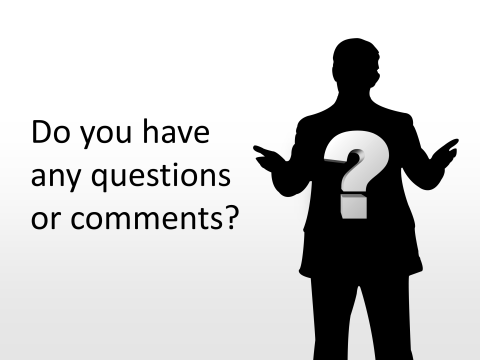 Do you have
any questions
or comments?
?